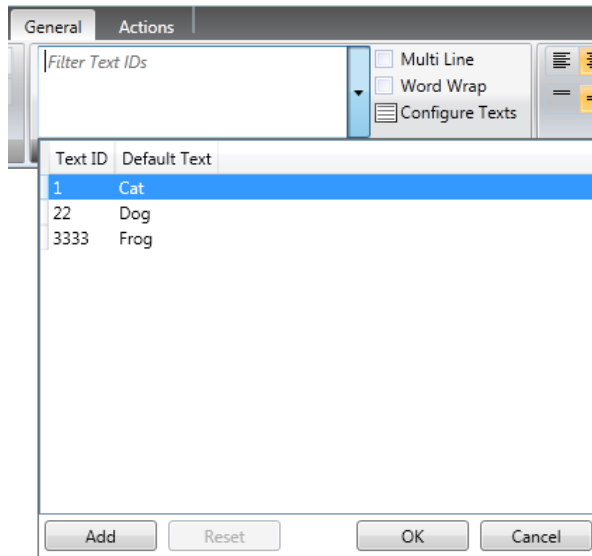 General Actions
Filter Text IDs
Multi Line
Word Wrap
Configure Texts
Text ID Default Text
1 Cat
22 Dog
3333 Frog
Add Reset OK Cancel